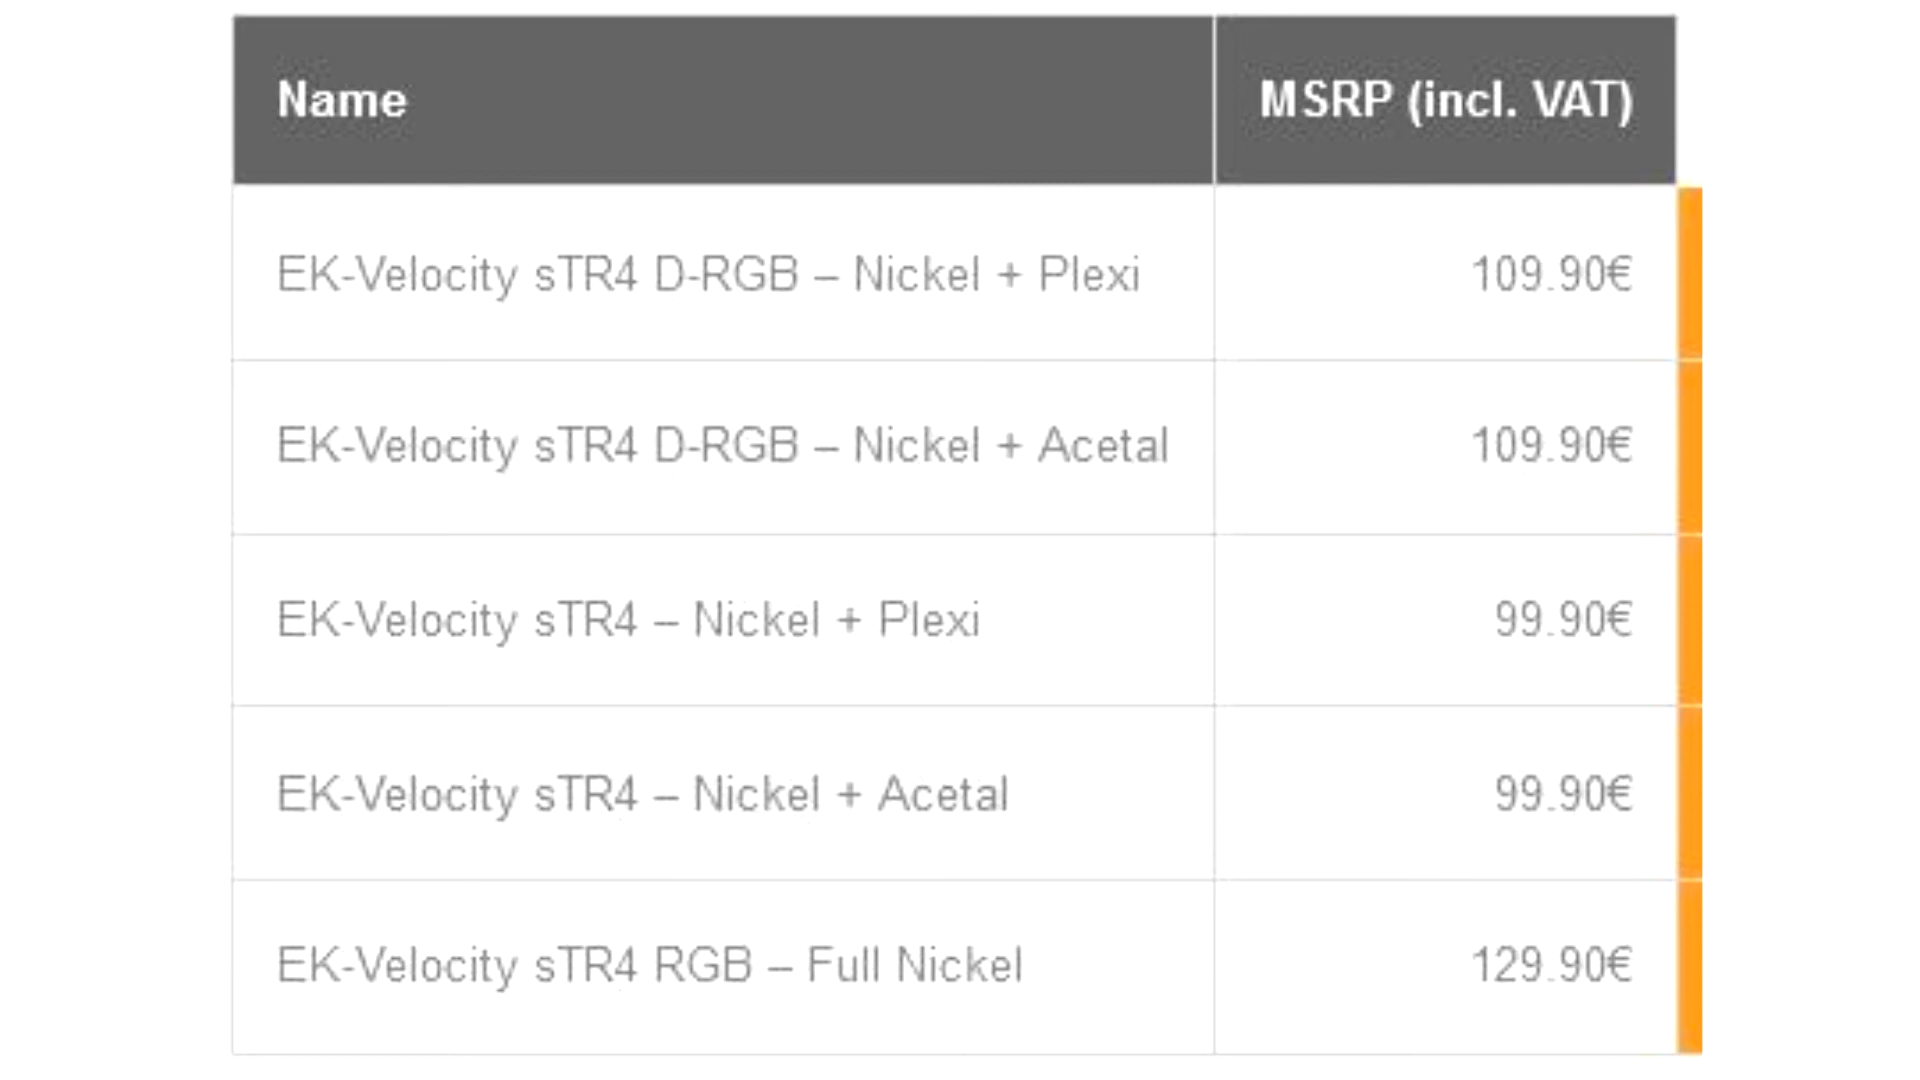 Name MSRP (incl. VAT)
EK-Velocity sTR4 D-RGB – Nickel + Plexi 109.90€
EK-Velocity sTR4 D-RGB – Nickel + Acetal 109.90€
EK-Velocity sTR4 – Nickel + Plexi 99.90€
EK-Velocity sTR4 – Nickel + Acetal 99.90€
EK-Velocity sTR4 RGB – Full Nickel 129.90€